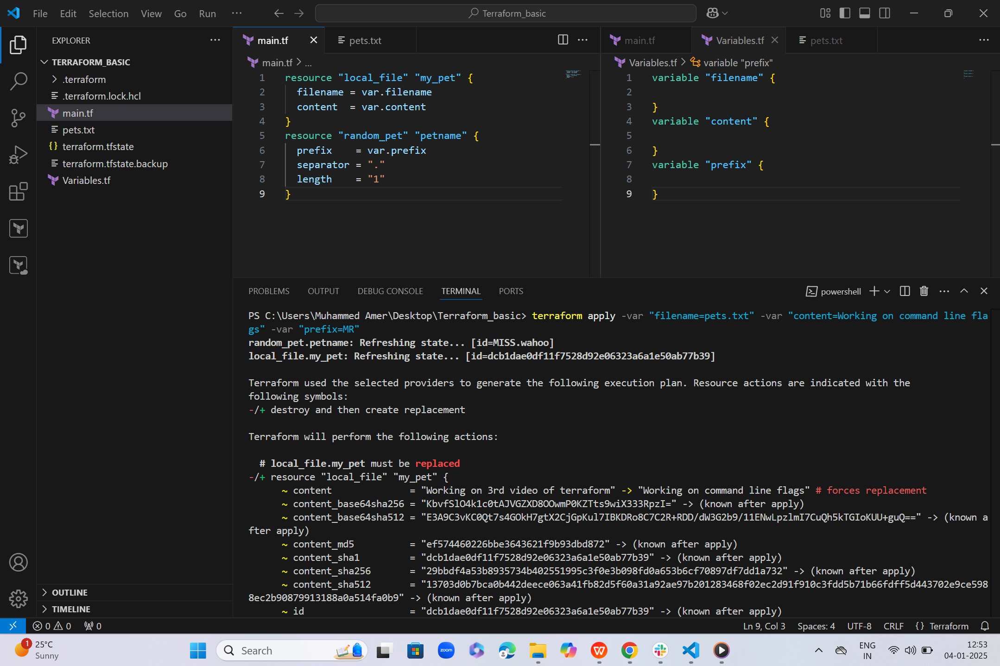 File Edit Selection View Go Run ···
Terraform_basic
EXPLORER
TERRAFORM_BASIC
.terraform
.terraform.lock.hcl
main.tf
pets.txt
terraform.tfstate
terraform.tfstate.backup
Variables.tf
OUTLINE
TIMELINE
main.tf
pets.txt
main.tf > ...
1 resource "local_file" "my_pet" {
2 filename = var.filename
3 content = var.content
4 }
5 resource "random_pet" "petname" {
6 prefix = var.prefix
7 separator = "."
8 length = "1"
9 }
main.tf
Variables.tf
pets.txt
Variables.tf > variable "prefix"
1 variable "filename" {
2
3 }
4 variable "content" {
5
6 }
7 variable "prefix" {
8
9 }
PROBLEMS OUTPUT DEBUG CONSOLE TERMINAL PORTS
powershell
PS C:\Users\Muhammed Amer\Desktop\Terraform_basic> terraform apply -var "filename=pets.txt" -var "content=Working on command line fla
gs" -var "prefix=MR"
random_pet.petname: Refreshing state... [id=MISS.wahoo]
local_file.my_pet: Refreshing state... [id=dcb1dae0df11f7528d92e06323a6a1e50ab77b39]
Terraform used the selected providers to generate the following execution plan. Resource actions are indicated with the
following symbols:
-/+ destroy and then create replacement
Terraform will perform the following actions:
# local_file.my_pet must be replaced
-/+ resource "local_file" "my_pet" {
~ content = "Working on 3rd video of terraform" -> "Working on command line flags" # forces replacement
~ content_base64sha256 = "KbvfSlO4k1c0tAJVGZXD8OOwmP0KZTts9wiX333RpzI=" -> (known after apply)
~ content_base64sha512 = "E3A9C3vKC0Qt7s4GOkH7gtX2CjGpKul7IBKDRo8C7C2R+RDD/dW3G2b9/11ENwLpzlmI7CuQh5kTGIoKUU+guQ==" -> (known a
fter apply)
~ content_md5 = "ef574460226bbe3643621f9b93dbd872" -> (known after apply)
~ content_sha1 = "dcb1dae0df11f7528d92e06323a6a1e50ab77b39" -> (known after apply)
~ content_sha256 = "29bbdf4a53b8935734b402551995c3f0e3b098fd0a653b6cf70897df7dd1a732" -> (known after apply)
~ content_sha512 = "13703d0b7bca0b442deece063a41fb82d5f60a31a92ae97b201283468f02ec2d91f910c3fdd5b71b66fdff5d443702e9ce598
8ec2b90879913188a0a514fa0b9" -> (known after apply)
~ id = "dcb1dae0df11f7528d92e06323a6a1e50ab77b39" -> (known after apply)
0 0 0
Ln 9, Col 3 Spaces: 4 UTF-8 CRLF {} Terraform
1
25°C
Sunny
Search
zoom
ENG
IN
12:53
04-01-2025